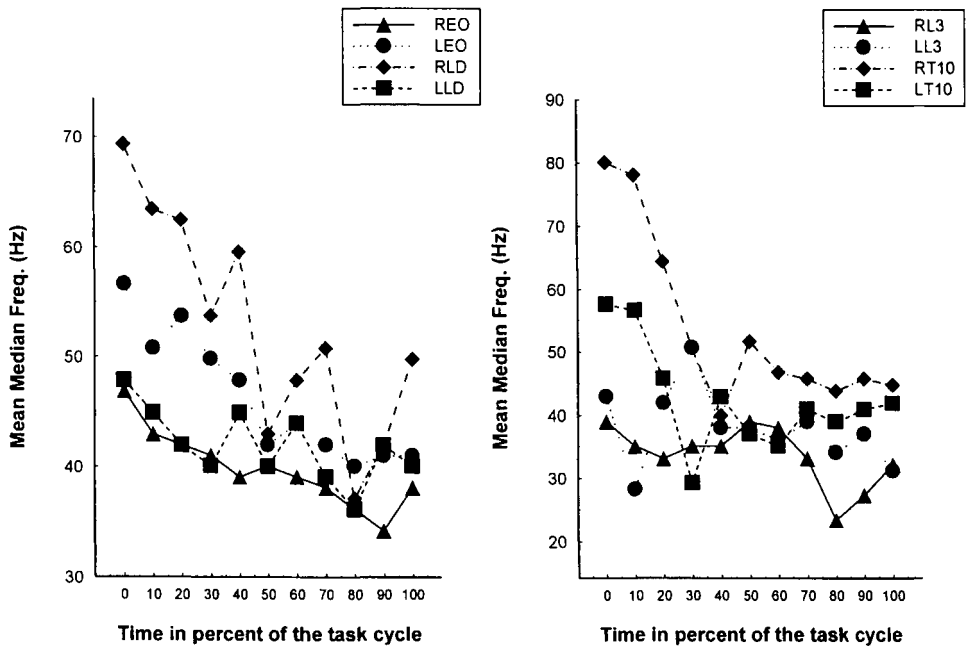 REO
LEO
RLD
LLD
Mean Median Freq. (Hz)
70
60
50
40
30
0 10 20 30 40 50 60 70 80 90 100
Time in percent of the task cycle
RL3
LL3
RT10
LT10
Mean Median Freq. (Hz)
90
80
70
60
50
40
30
20
0 10 20 30 40 50 60 70 80 90 100
Time in percent of the task cycle